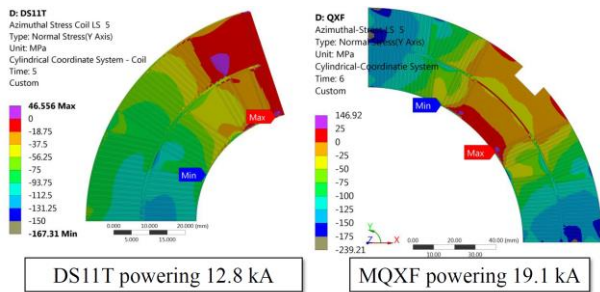 D: DS11T
Azimuthal Stress Coil LS 5
Type: Normal Stress(Y Axis)
Unit: MPa
Cylindrical Coordinate System - Coil
Time: 5
Custom
46.556 Max
0
-18.75
-37.5
-56.25
-75
-93.75
-112.5
-131.25
-150
-167.31 Min
Max
Min
0.000 10.000 20.000 (mm)
5.000 15.000
DS11T powering 12.8 kA
D: QXF
Azimuthal-Stress LS 5
Type: Normal Stress(Y Axis)
Unit: MPa
Cylindrical-Coordinate System
Time: 6
Custom
146.92
25
0
-25
-50
-75
-100
-125
-150
-175
-239.21
Min
Max
Y
Z X
0.00 20.00 40.00 (mm)
10.00 30.00
MQXF powering 19.1 kA